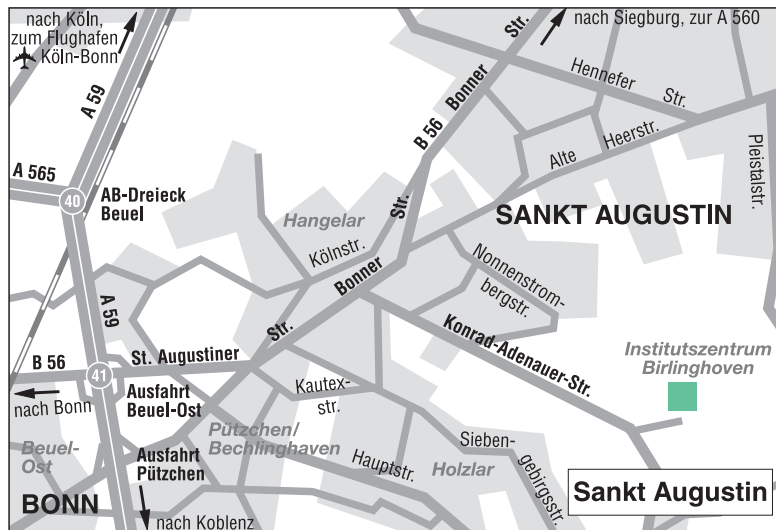 nach Köln,
zum Flughafen
Köln-Bonn
nach Siegburg, zur A 560
Str.
Bonner
B 56
Hennefer
Str.
A 59
A 565
40
AB-Dreieck
Beuel
Alte
Heerstr.
Pleistalstr.
SANKT AUGUSTIN
Hangelar
Kölnstr.
Str.
Bonner
Str.
Nonnenstrom-
bergstr.
A 59
Konrad-Adenauer-Str.
Institutszentrum
Birlinghoven
B 56
41
St. Augustiner
nach Bonn
Ausfahrt
Beuel-Ost
Kautex-
str.
Beuel-
Ost
Pützchen/
Bechlinghaven
Ausfahrt
Pützchen
Hauptstr.
Holzlar
Sieben-
gebirgsstr.
BONN
nach Koblenz
Sankt Augustin